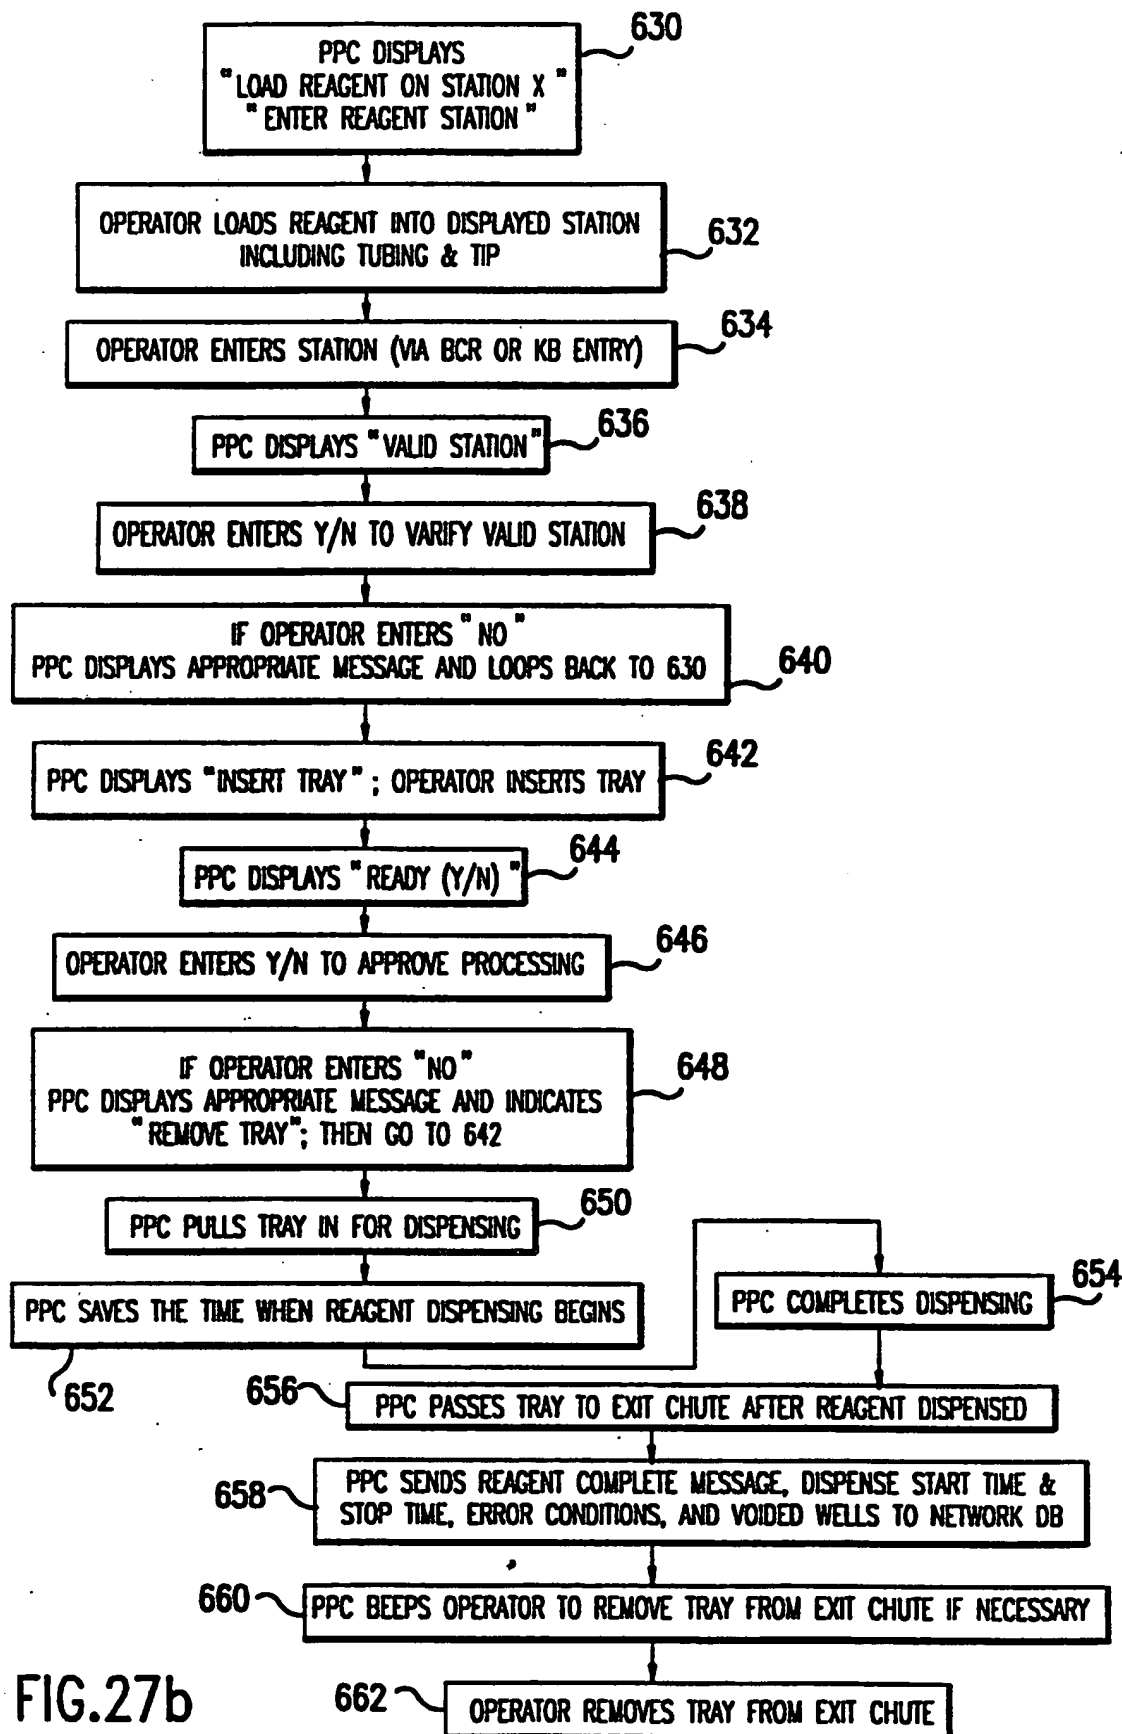 630
PPC DISPLAYS
"LOAD REAGENT ON STATION X "
"ENTER REAGENT STATION"
OPERATOR LOADS REAGENT INTO DISPLAYED STATION
INCLUDING TUBING & TIP
632
634
OPERATOR ENTERS STATION (VIA BCR OR KB ENTRY)
636
PPC DISPLAYS "VALID STATION"
638
OPERATOR ENTERS Y/N TO VARIFY VALID STATION
IF OPERATOR ENTERS "NO"
PPC DISPLAYS APPROPRIATE MESSAGE AND LOOPS BACK TO 630
640
642
PPC DISPLAYS "INSERT TRAY" ; OPERATOR INSERTS TRAY
644
PPC DISPLAYS "READY (Y/N) "
646
OPERATOR ENTERS Y/N TO APPROVE PROCESSING
IF OPERATOR ENTERS "NO"
PPC DISPLAYS APPROPRIATE MESSAGE AND INDICATES
"REMOVE TRAY"; THEN GO TO 642
648
650
PPC PULLS TRAY IN FOR DISPENSING
PPC SAVES THE TIME WHEN REAGENT DISPENSING BEGINS
652
654
PPC COMPLETES DISPENSING
656
PPC PASSES TRAY TO EXIT CHUTE AFTER REAGENT DISPENSED
658
PPC SENDS REAGENT COMPLETE MESSAGE, DISPENSE START TIME &
STOP TIME, ERROR CONDITIONS, AND VOIDED WELLS TO NETWORK DB
660
PPC BEEPS OPERATOR TO REMOVE TRAY FROM EXIT CHUTE IF NECESSARY
662
OPERATOR REMOVES TRAY FROM EXIT CHUTE
FIG.27b